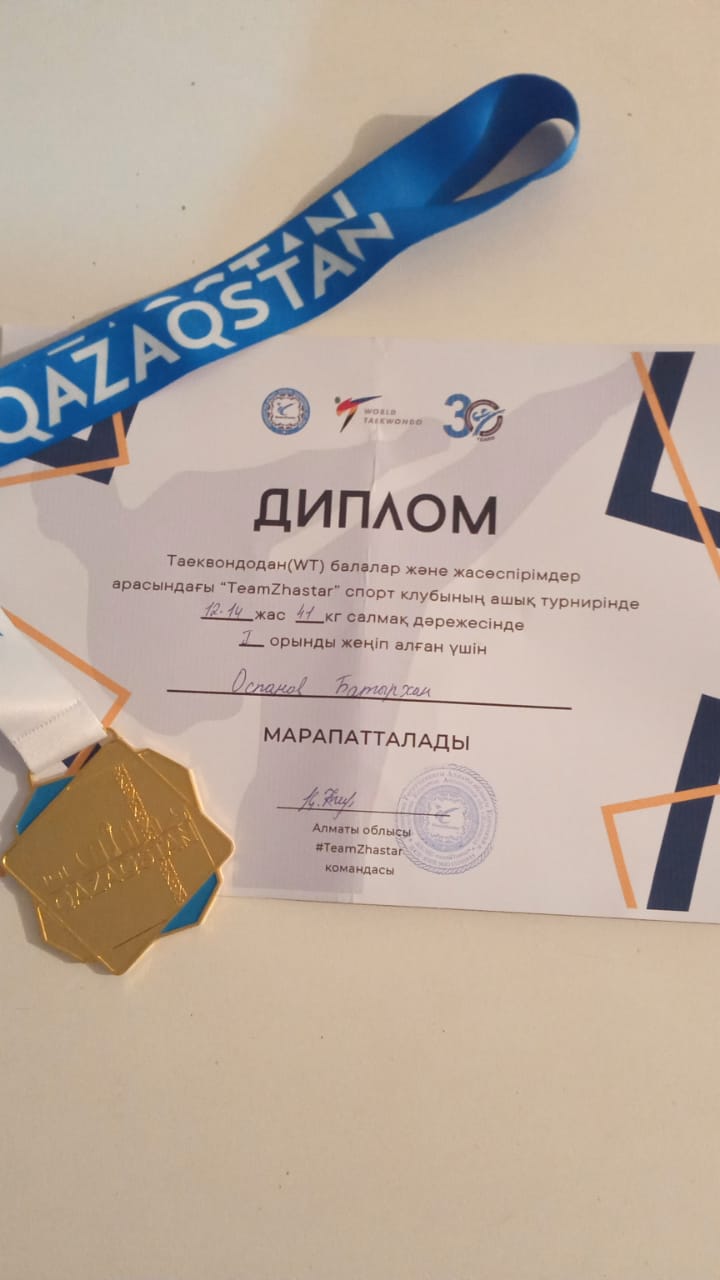 QAZAQSTAN
WORLD
TAEKWONDO
30
ДИПЛОМ
Таеквондодан(WT) балалар және жасөспірімдер
арасындағы “TeamZhastar” спорт клубының ашық турнирінде
12-14 жас 41 кг салмақ дәрежесінде
I орынды жеңіп алған үшін
Оспанов Батырхан
МАРАПАТТАЛАДЫ
Алматы облысы
#TeamZhastar
командасы
QAZAQSTAN